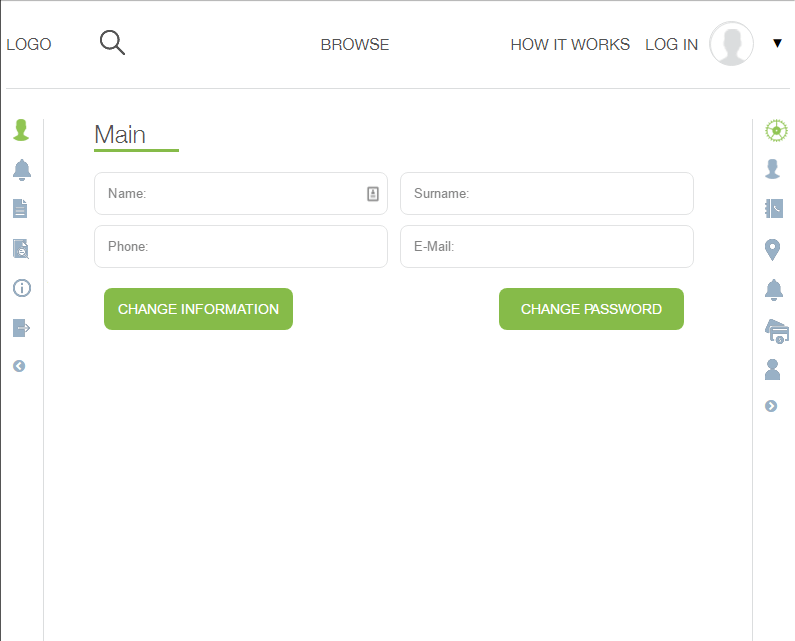 LOGO BROWSE HOW IT WORKS LOG IN
Main
Name: Surname:
Phone: E-Mail:
CHANGE INFORMATION CHANGE PASSWORD